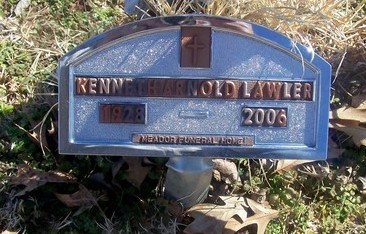 KENNETH ARNOLD LAWLER
1928 2006
MEADOR FUNERAL HOME